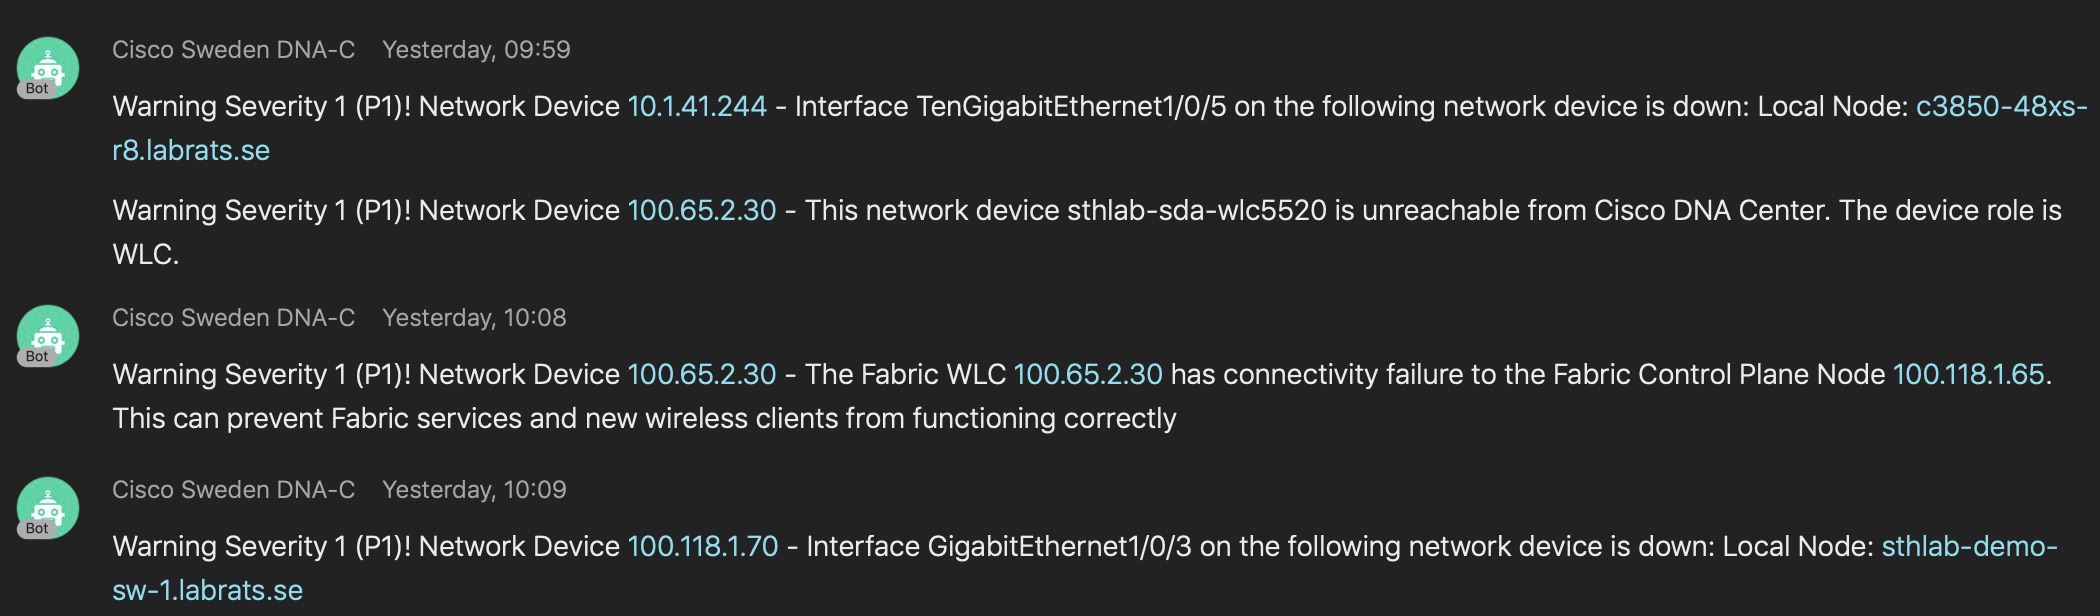 Cisco Sweden DNA-C Yesterday, 09:59
Bot
Warning Severity 1 (P1)! Network Device 10.1.41.244 - Interface TenGigabitEthernet1/0/5 on the following network device is down: Local Node: c3850-48xs-
r8.labrats.se
Warning Severity 1 (P1)! Network Device 100.65.2.30 - This network device sthlab-sda-wlc5520 is unreachable from Cisco DNA Center. The device role is
WLC.
Cisco Sweden DNA-C Yesterday, 10:08
Bot
Warning Severity 1 (P1)! Network Device 100.65.2.30 - The Fabric WLC 100.65.2.30 has connectivity failure to the Fabric Control Plane Node 100.118.1.65.
This can prevent Fabric services and new wireless clients from functioning correctly
Cisco Sweden DNA-C Yesterday, 10:09
Bot
Warning Severity 1 (P1)! Network Device 100.118.1.70 - Interface GigabitEthernet1/0/3 on the following network device is down: Local Node: sthlab-demo-
sw-1.labrats.se